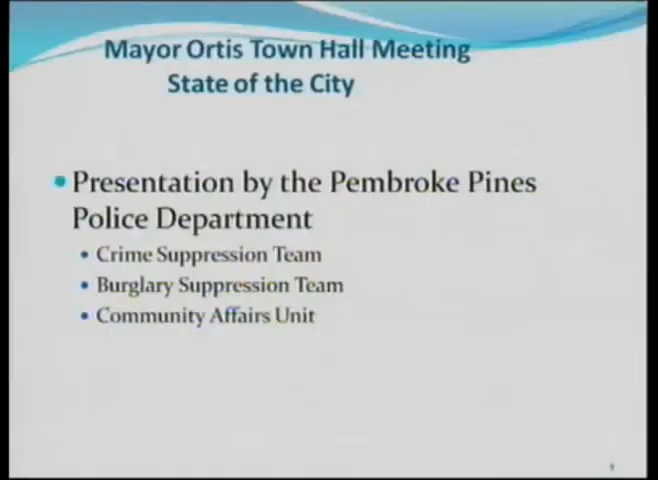 Mayor Ortis Town Hall Meeting
State of the City
• Presentation by the Pembroke Pines
Police Department
• Crime Suppression Team
• Burglary Suppression Team
• Community Affairs Unit